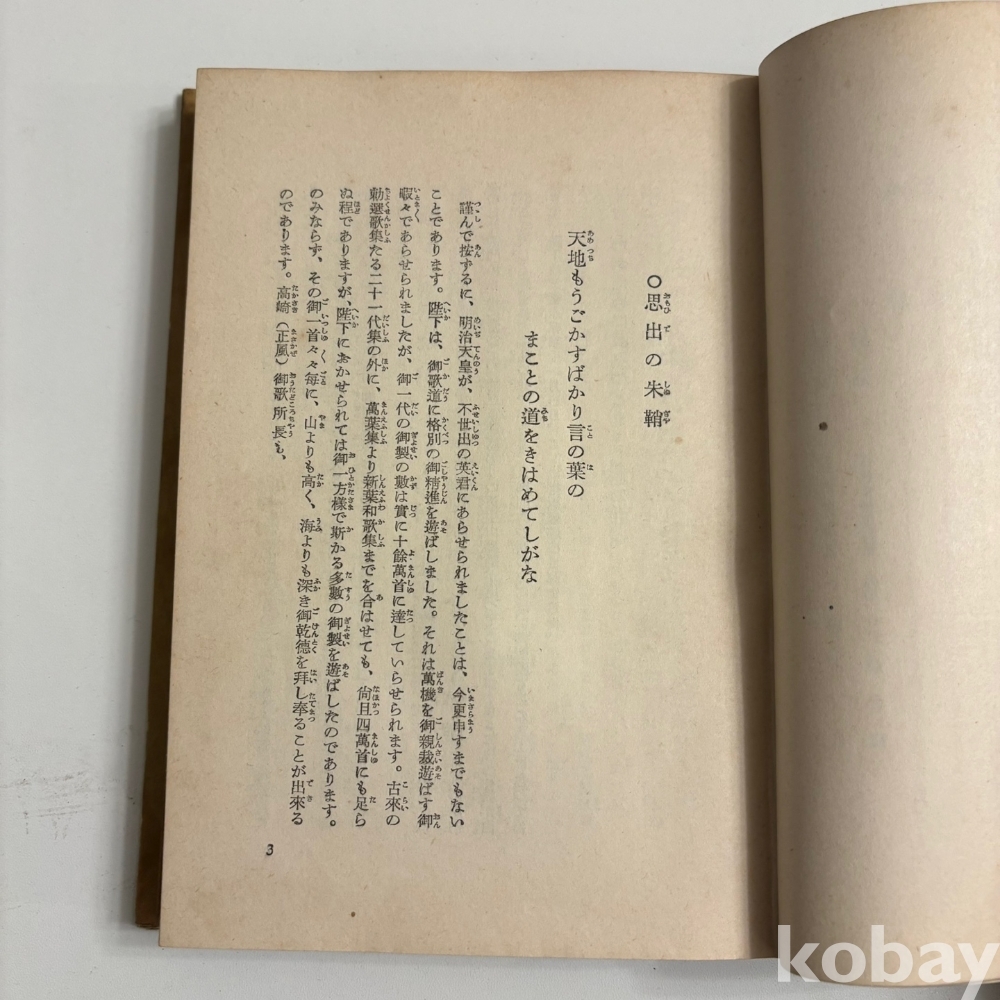 ○思出の朱鞘
天地もうごかすばかり言の葉の
まことの道をきはめてしがな
謹んで按ずるに、明治天皇が、不世出の英君にあらせられましたことは、今更申すまでもない
ことであります。陛下は、御歌道に格別の御精進を遊ばしました。それは萬機を御親裁遊ばす御
暇々であらせられましたが、御一代の御製の數は實に十餘萬首に達していらせられます。古來の
勅選歌集たる二十一代集の外に、萬葉集より新葉和歌集までを合はせても、尙且四萬首にも足ら
ぬ程でありますが、陛下におかせられては御一方樣で斯かる多數の御製を遊ばしたのであります。
のみならず、その御一首々々每に、山よりも高く、海よりも深き御乾德を拜し奉ることが出來る
のであります。高崎（正風）御歌所長も、
3
kobay